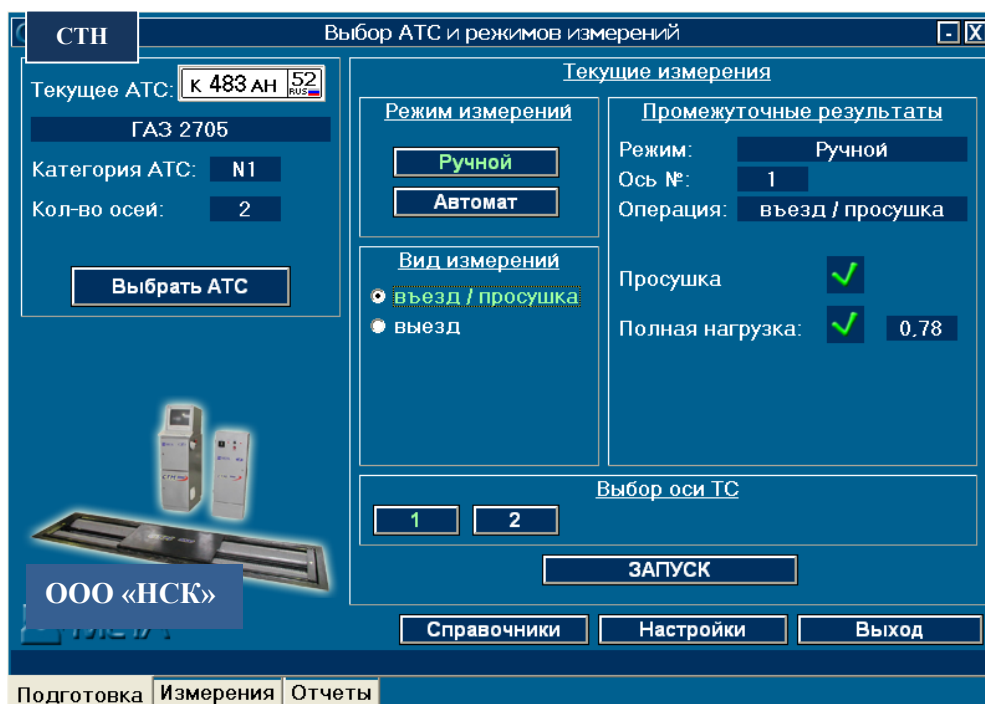 СТН
Выбор АТС и режимов измерений
Текущее АТС: К 483 АН 52 RUS
ГАЗ 2705
Категория АТС: N1
Кол-во осей: 2
Выбрать АТС
ООО «НСК»
Текущие измерения
Режим измерений
Ручной
Автомат
Вид измерений
въезд / просушка
выезд
Промежуточные результаты
Режим: Ручной
Ось №: 1
Операция: въезд / просушка
Просушка
Полная нагрузка: 0,78
Выбор оси ТС
1 2
ЗАПУСК
Справочники Настройки Выход
Подготовка Измерения Отчеты